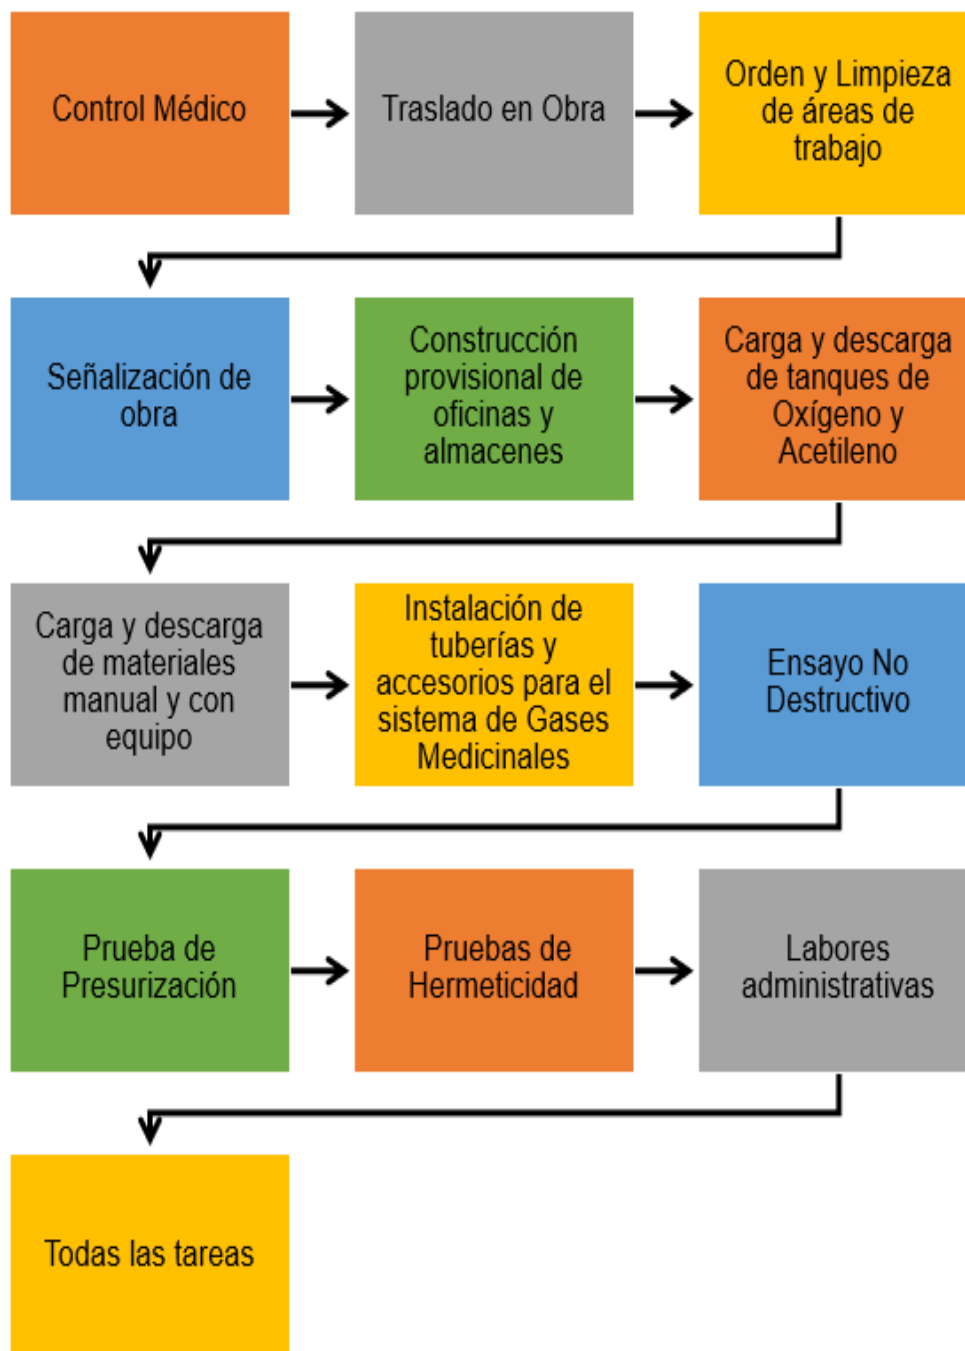 Control Médico
Traslado en Obra
Orden y Limpieza
de áreas de
trabajo
Señalización de
obra
Construcción
provisional de
oficinas y
almacenes
Carga y descarga
de tanques de
Oxígeno y
Acetileno
Carga y descarga
de materiales
manual y con
equipo
Instalación de
tuberías y
accesorios para el
sistema de Gases
Medicinales
Ensayo No
Destructivo
Prueba de
Presurización
Pruebas de
Hermeticidad
Labores
administrativas
Todas las tareas